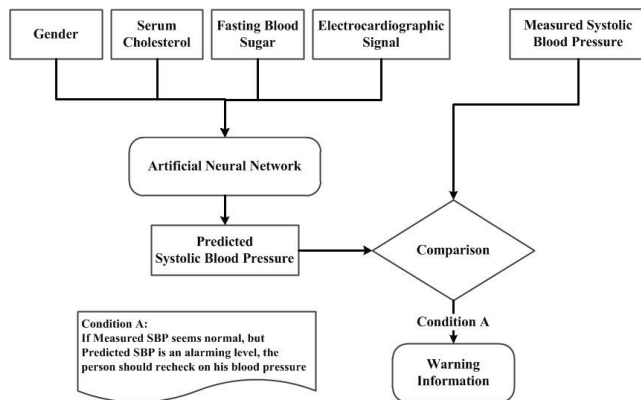 Gender
Serum
Cholesterol
Fasting Blood
Sugar
Electrocardiographic
Signal
Measured Systolic
Blood Pressure
Artificial Neural Network
Predicted
Systolic Blood Pressure
Comparison
Condition A
Warning
Information
Condition A:
If Measured SBP seems normal, but
Predicted SBP is an alarming level, the
person should recheck on his blood pressure